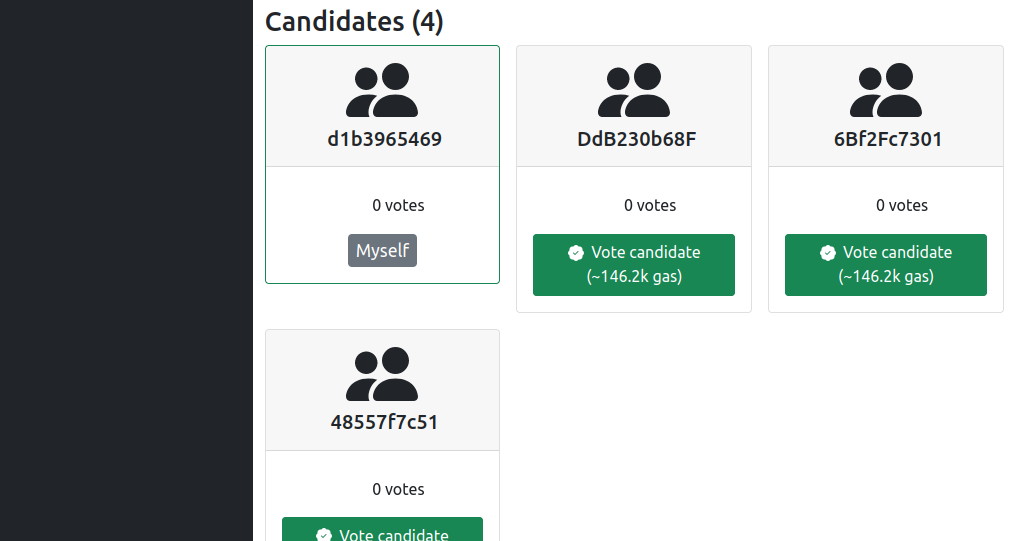 Candidates (4)
d1b3965469
DdB230b68F
6Bf2Fc7301
0 votes
0 votes
0 votes
Myself
Vote candidate
(~146.2k gas)
Vote candidate
(~146.2k gas)
48557f7c51
0 votes
Vote candidate